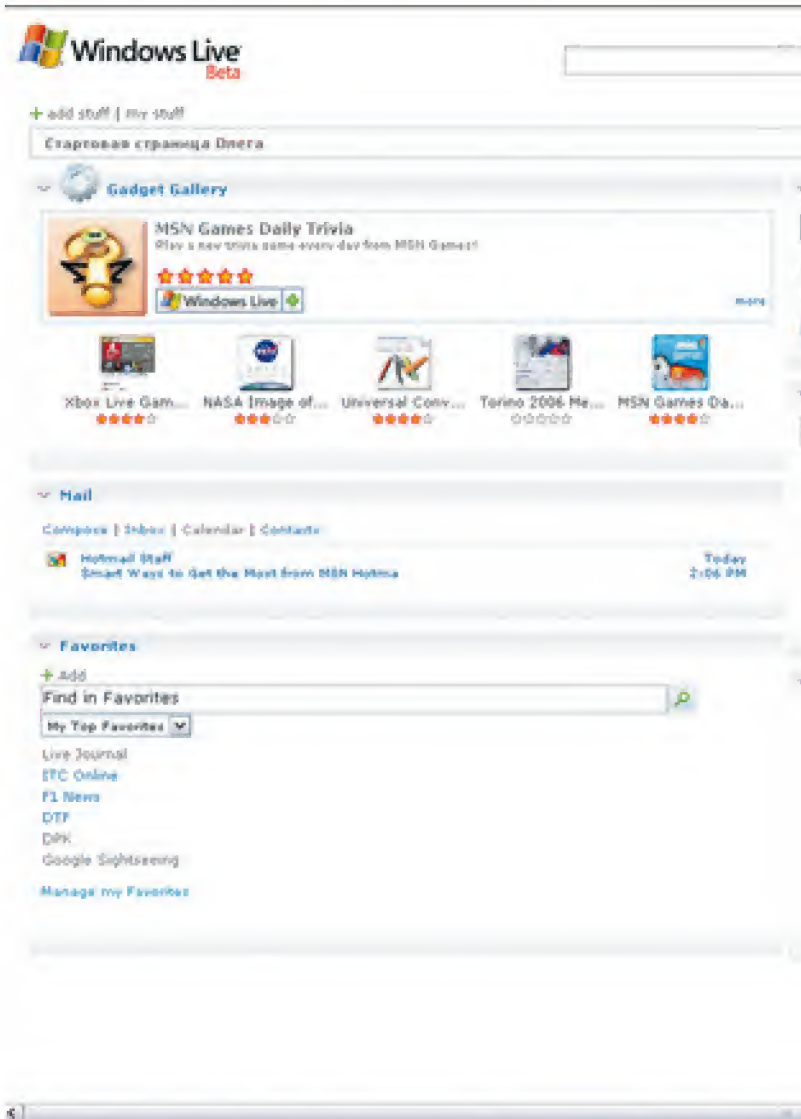 Windows Live
Beta
add stuff | my stuff
Стартовая страница Олега
Gadget Gallery
MSN Games Daily Trivia
Play a new trivia game every day from MSN Games!
Windows Live
more
Xbox Live Gam... NASA Image of... Universal Conv... Torino 2006 Me... MSN Games Da...
Mail
Compose | Inbox | Calendar | Contacts
Hotmail Staff Today
Smart Ways to Get the Most from MSN Hotma 2:06 PM
Favorites
Add
Find in Favorites
My Top Favorites
Live Journal
ITC Online
F1 News
DTF
DPK
Google Sightseeing
Manage my Favorites